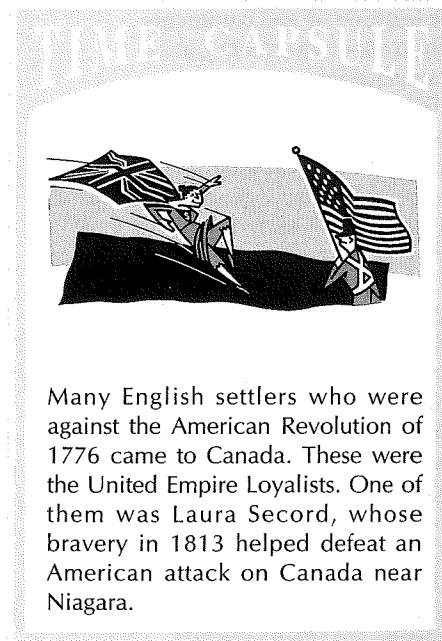 TIME CAPSULE
Many English settlers who were
against the American Revolution of
1776 came to Canada. These were
the United Empire Loyalists. One of
them was Laura Secord, whose
bravery in 1813 helped defeat an
American attack on Canada near
Niagara.